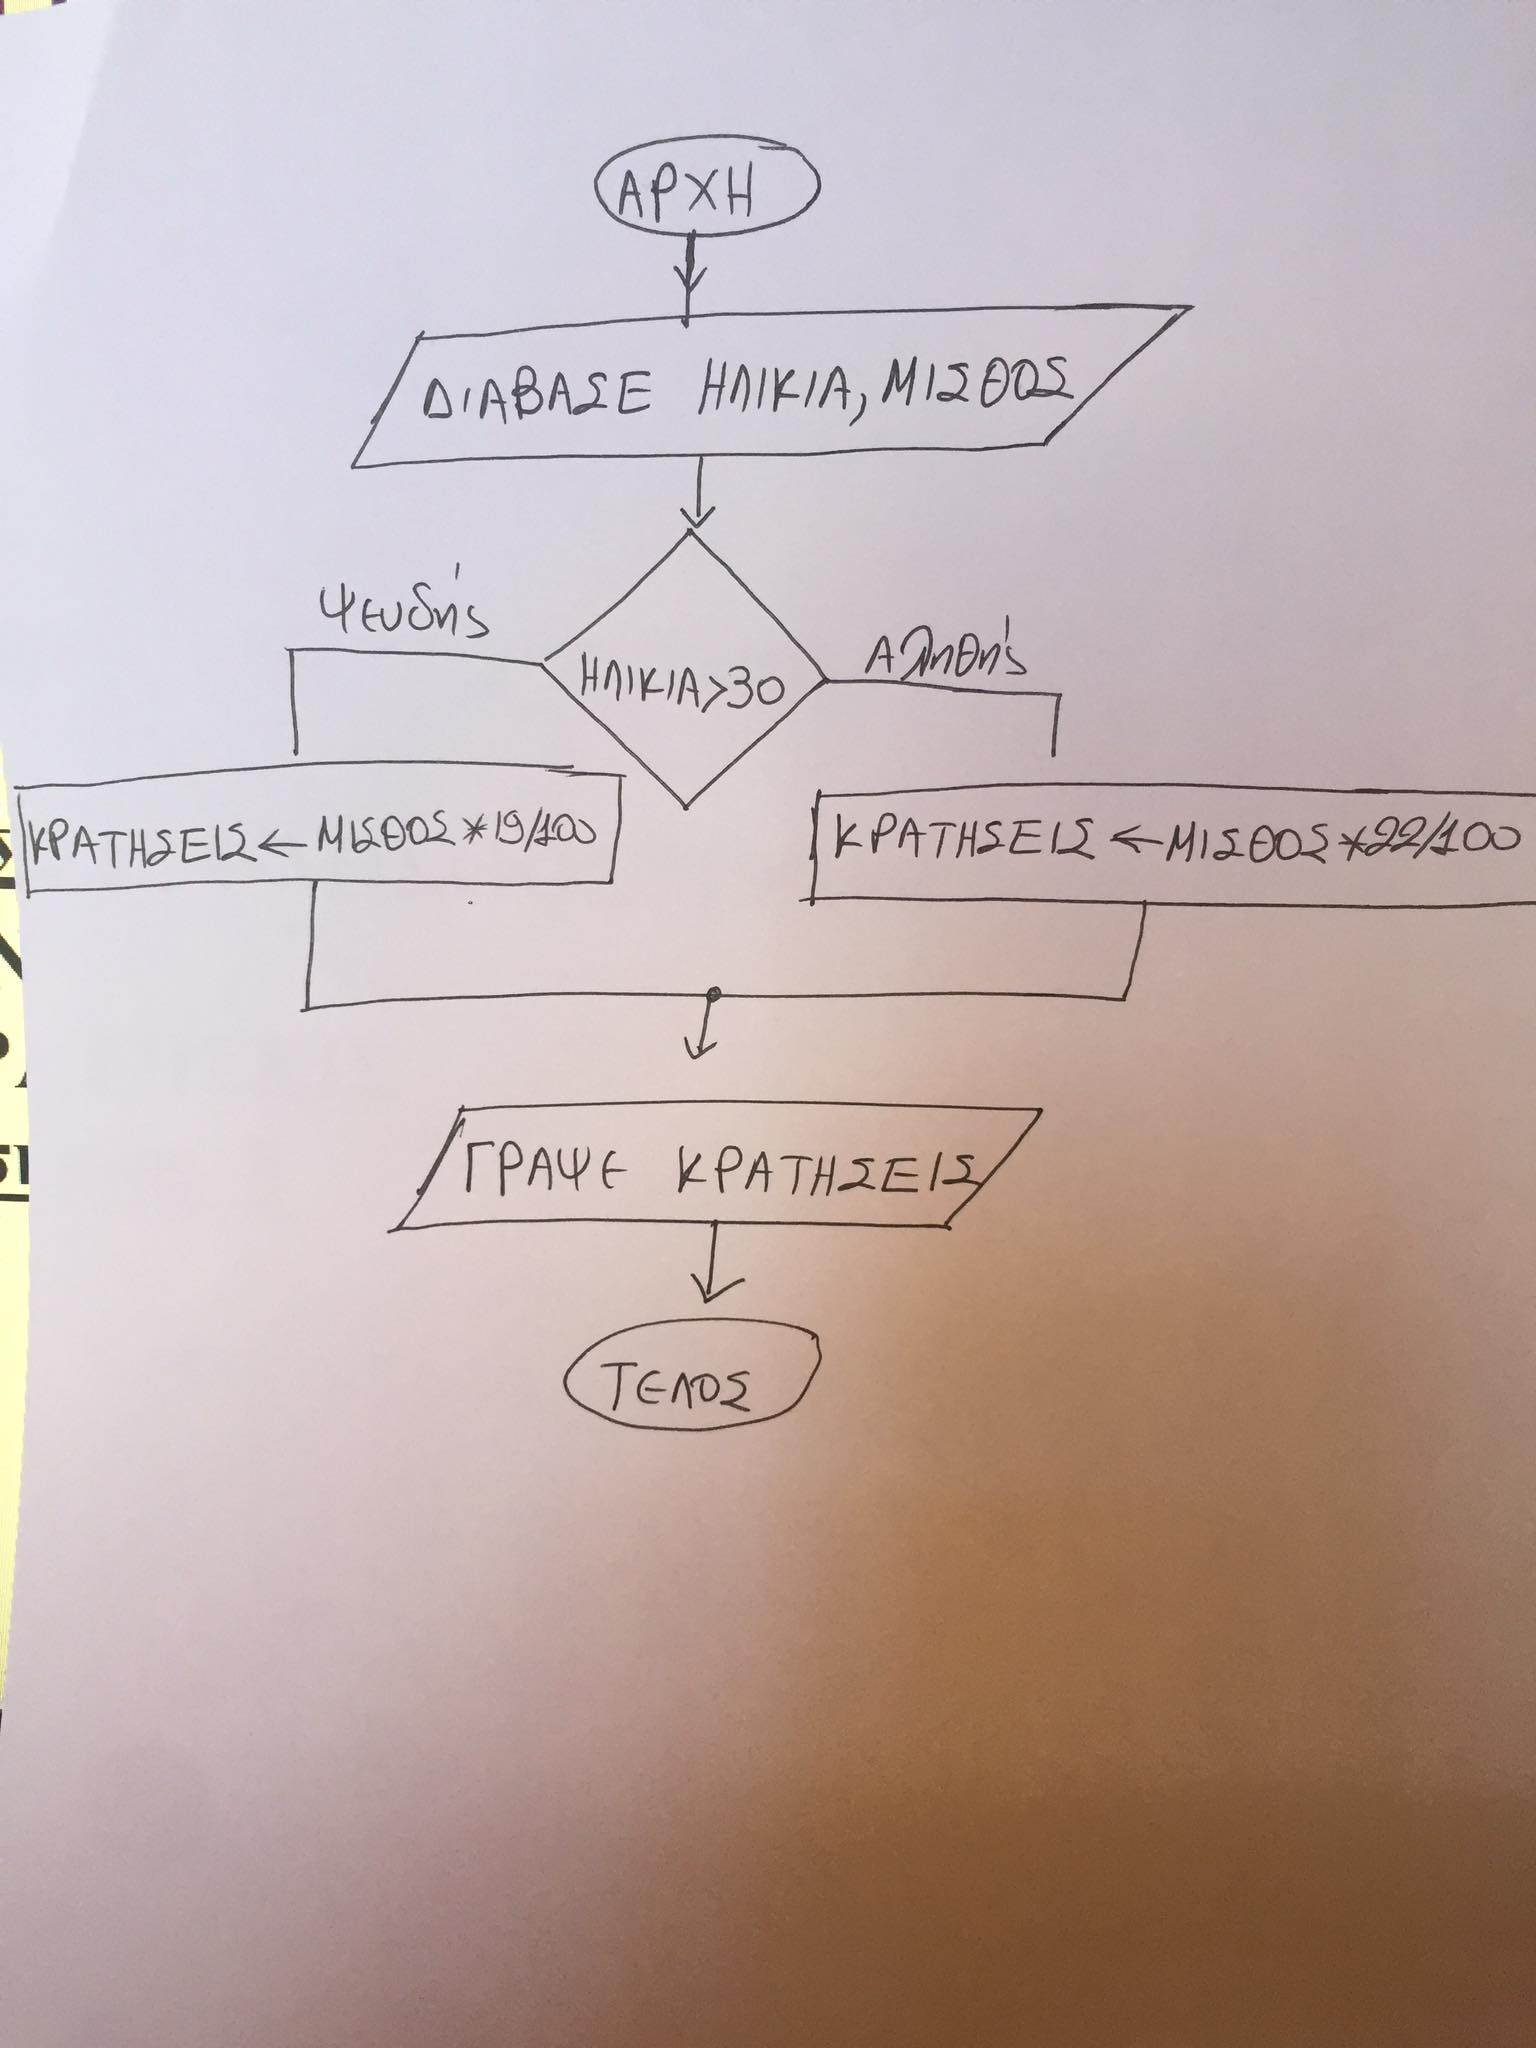 ΑΡΧΗ
ΔΙΑΒΑΣΕ ΗΛΙΚΙΑ, ΜΙΣΘΟΣ
Ψευδής
Αληθής
ΗΛΙΚΙΑ>30
ΚΡΑΤΗΣΕΙΣ ← ΜΙΣΘΟΣ * 19/100
ΚΡΑΤΗΣΕΙΣ ← ΜΙΣΘΟΣ * 22/100
ΓΡΑΨΕ ΚΡΑΤΗΣΕΙΣ
ΤΕΛΟΣ